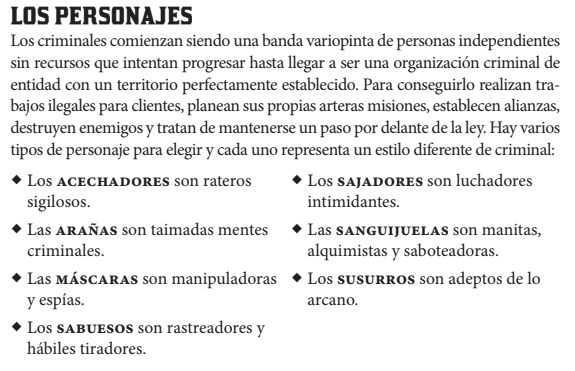 LOS PERSONAJES
Los criminales comienzan siendo una banda variopinta de personas independientes
sin recursos que intentan progresar hasta llegar a ser una organización criminal de
entidad con un territorio perfectamente establecido. Para conseguirlo realizan tra-
bajos ilegales para clientes, planean sus propias arteras misiones, establecen alianzas,
destruyen enemigos y tratan de mantenerse un paso por delante de la ley. Hay varios
tipos de personaje para elegir y cada uno representa un estilo diferente de criminal:
◆ Los ACECHADORES son rateros
sigilosos.
◆ Las ARAÑAS son taimadas mentes
criminales.
◆ Las MÁSCARAS son manipuladoras
y espías.
◆ Los SABUESOS son rastreadores y
hábiles tiradores.
◆ Los SAJADORES son luchadores
intimidantes.
◆ Las SANGUIJUELAS son manitas,
alquimistas y saboteadoras.
◆ Los SUSURROS son adeptos de lo
arcano.